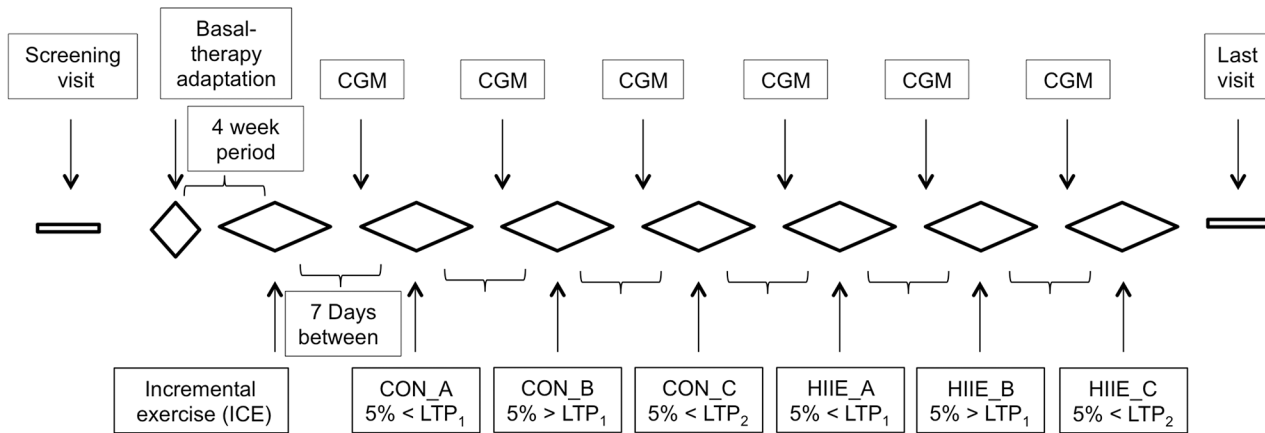 Screening
visit
Basal-
therapy
adaptation
4 week
period
CGM
CGM
CGM
CGM
CGM
CGM
Last
visit
7 Days
between
Incremental
exercise (ICE)
CON_A
5% < LTP₁
CON_B
5% > LTP₁
CON_C
5% < LTP₂
HIIE_A
5% < LTP₁
HIIE_B
5% > LTP₁
HIIE_C
5% < LTP₂